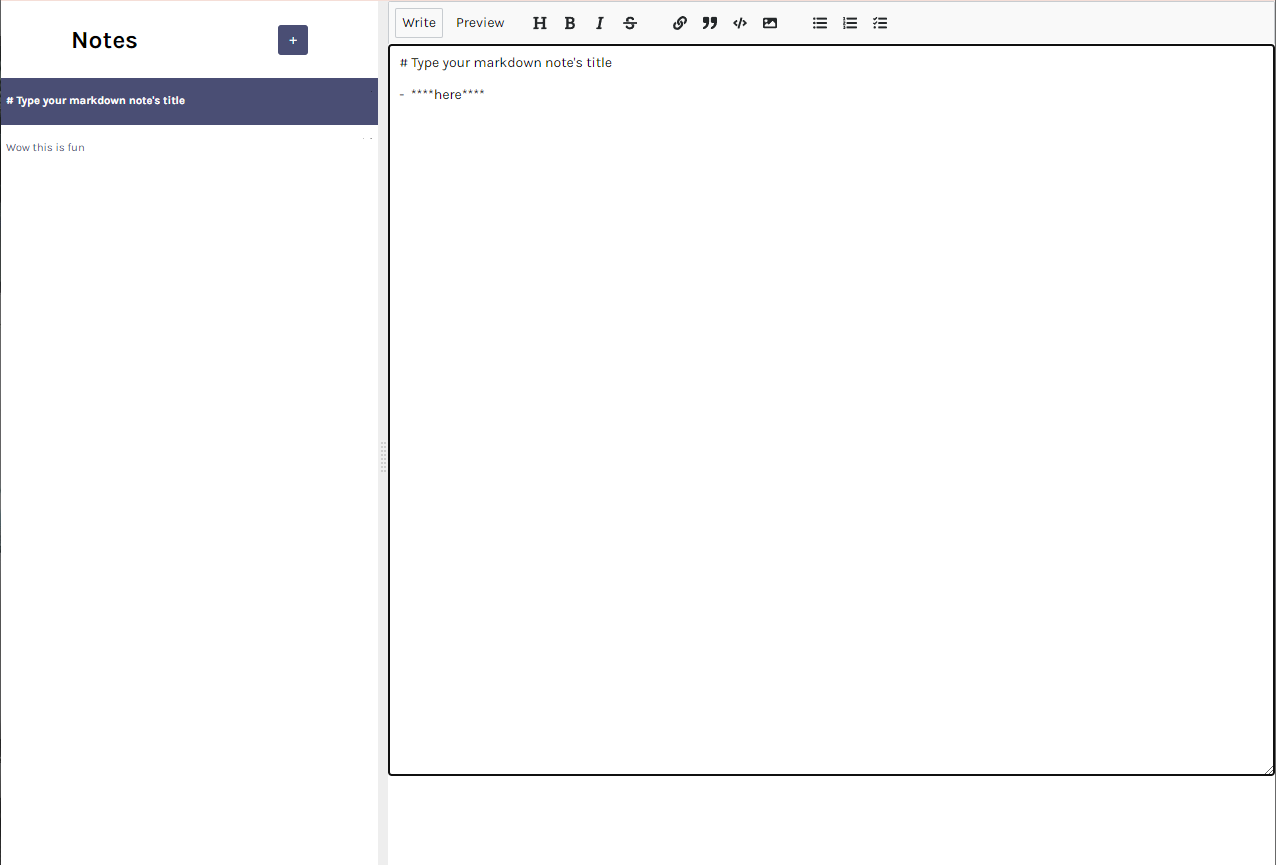 Notes
+
# Type your markdown note's title
Wow this is fun
Write Preview H B I S
# Type your markdown note's title
- ****here****